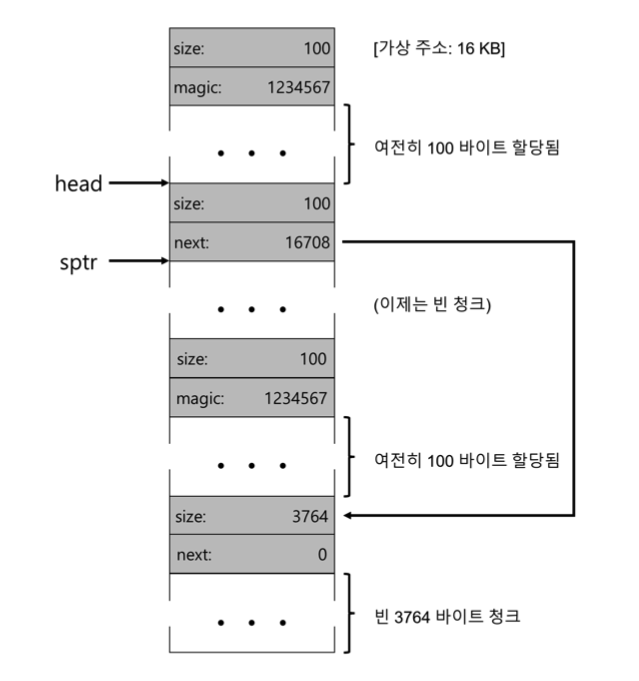 size: 100 [가상 주소: 16 KB]
magic: 1234567
여전히 100 바이트 할당됨
head
size: 100
next: 16708
sptr
(이제는 빈 청크)
size: 100
magic: 1234567
여전히 100 바이트 할당됨
size: 3764
next: 0
빈 3764 바이트 청크